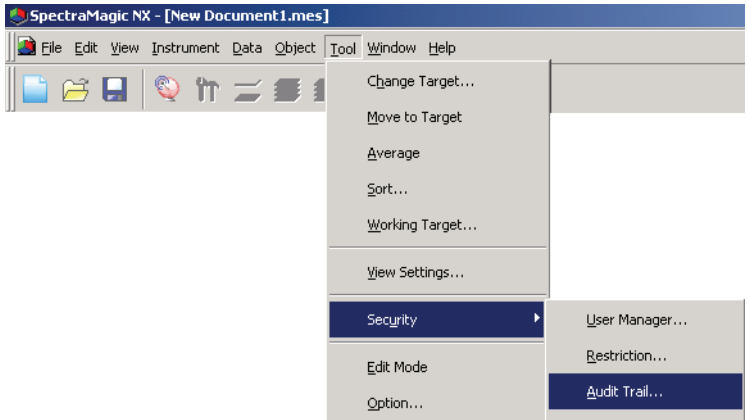 SpectraMagic NX - [New Document1.mes]
File Edit View Instrument Data Object Tool Window Help
Change Target...
Move to Target
Average
Sort...
Working Target...
View Settings...
Security
User Manager...
Restriction...
Audit Trail...
Edit Mode
Option...